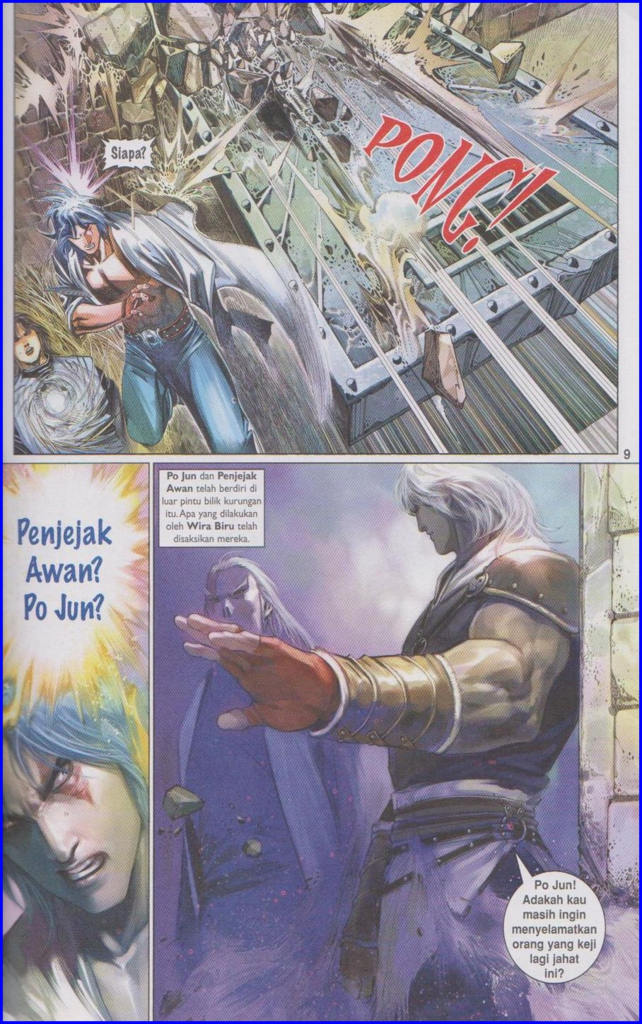 Siapa?
PONG!
9
Penjejak
Awan?
Po Jun?
Po Jun dan Penjejak
Awan telah berdiri di
luar pintu bilik kurungan
itu. Apa yang dilakukan
oleh Wira Biru telah
disaksikan mereka.
Po Jun!
Adakah kau
masih ingin
menyelamatkan
orang yang keji
lagi jahat
ini?